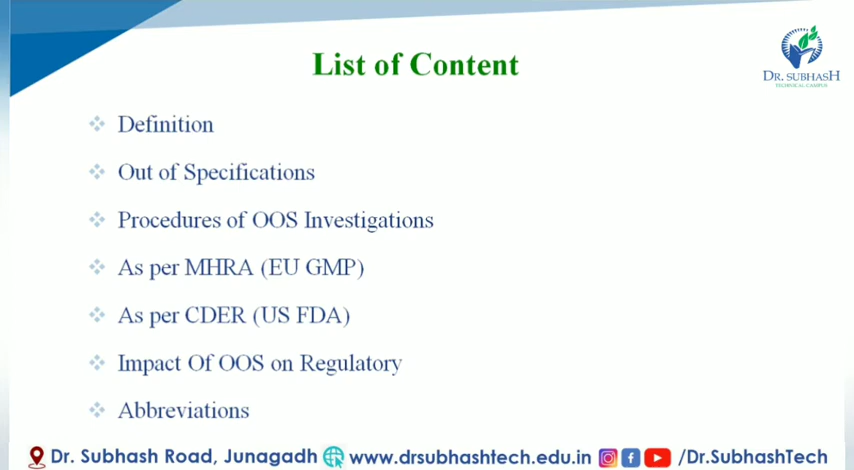 List of Content
DR. SUBHASH
TECHNICAL CAMPUS
Definition
Out of Specifications
Procedures of OOS Investigations
As per MHRA (EU GMP)
As per CDER (US FDA)
Impact Of OOS on Regulatory
Abbreviations
Dr. Subhash Road, Junagadh www.drsubhashtech.edu.in /Dr.SubhashTech